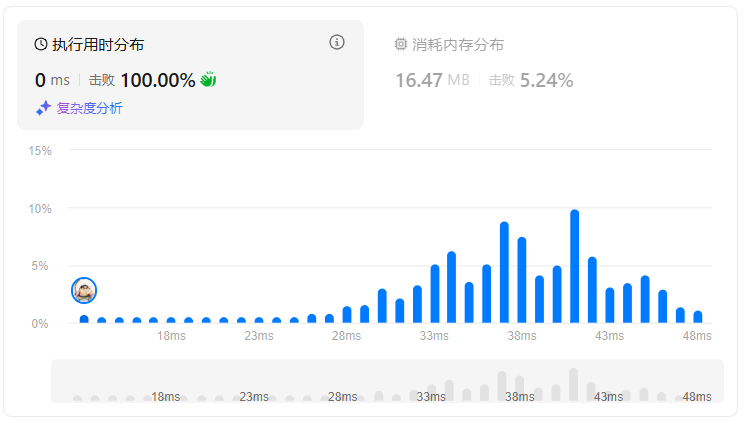 执行用时分布
消耗内存分布
0 ms 击败 100.00%
16.47 MB 击败 5.24%
复杂度分析
15%
10%
5%
0%
18ms 23ms 28ms 33ms 38ms 43ms 48ms
18ms 23ms 28ms 33ms 38ms 43ms 48ms